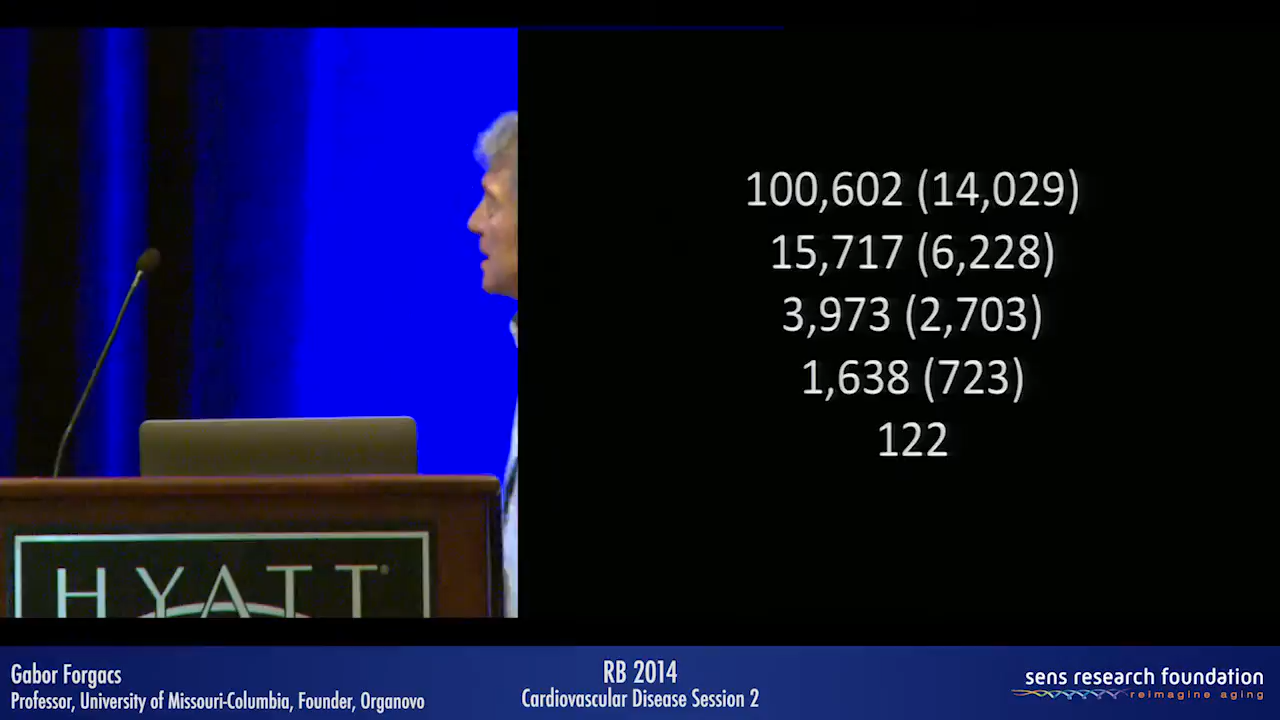 100,602 (14,029)
15,717 (6,228)
3,973 (2,703)
1,638 (723)
122
HYATT
Gabor Forgacs
Professor, University of Missouri-Columbia, Founder, Organovo
RB 2014
Cardiovascular Disease Session 2
sens research foundation
reimagine aging